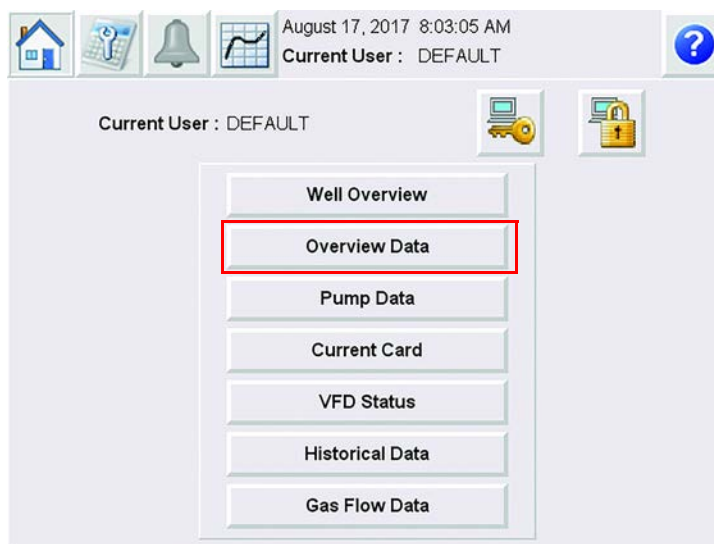 August 17, 2017 8:03:05 AM
Current User : DEFAULT
?
Current User : DEFAULT
Well Overview
Overview Data
Pump Data
Current Card
VFD Status
Historical Data
Gas Flow Data